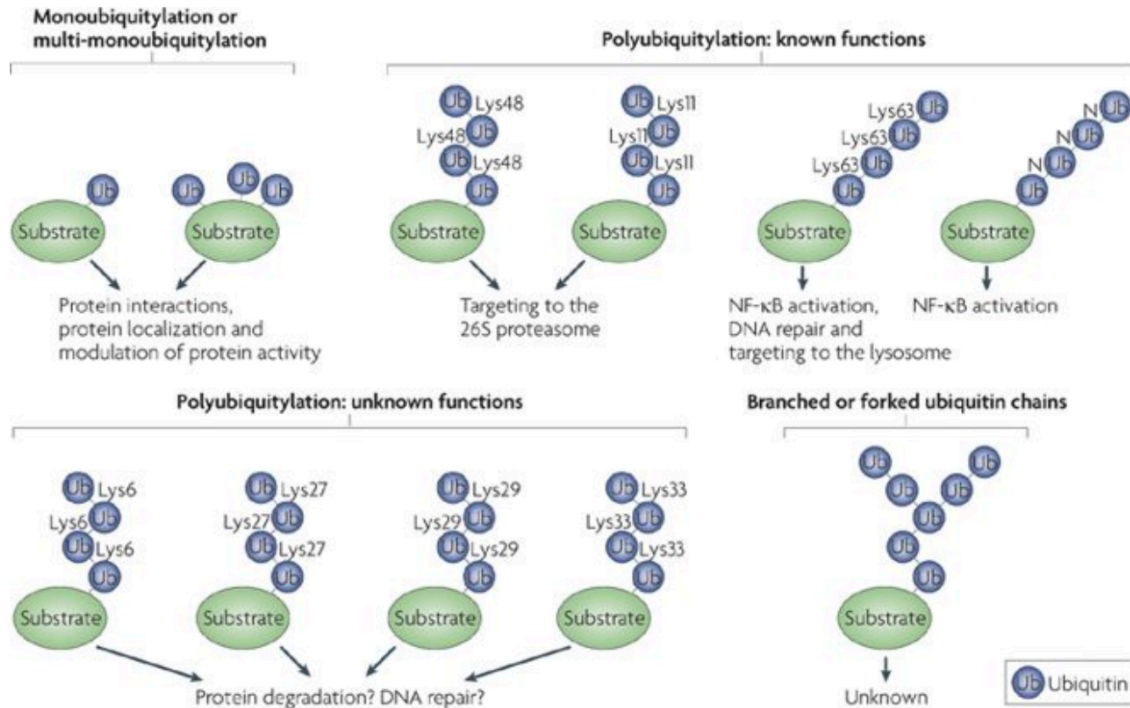 Monoubiquitylation or
multi-monoubiquitylation
Polyubiquitylation: known functions
Ub Lys48
Lys48 Ub
Ub Lys48
Ub
Substrate
Ub Lys11
Lys11 Ub
Ub Lys11
Ub
Substrate
Lys63 Ub
Lys63 Ub
Lys63 Ub
Ub
Substrate
N Ub
N Ub
N Ub
Ub
Substrate
Ub
Substrate
Ub Ub Ub
Substrate
Protein interactions,
protein localization and
modulation of protein activity
Targeting to the
26S proteasome
NF-κB activation,
DNA repair and
targeting to the lysosome
NF-κB activation
Polyubiquitylation: unknown functions
Branched or forked ubiquitin chains
Ub Lys6
Lys6 Ub
Ub Lys6
Ub
Substrate
Ub Lys27
Lys27 Ub
Ub Lys27
Ub
Substrate
Ub Lys29
Lys29 Ub
Ub Lys29
Ub
Substrate
Ub Lys33
Lys33 Ub
Ub Lys33
Ub
Substrate
Ub Ub
Ub Ub
Ub
Ub
Ub
Substrate
Protein degradation? DNA repair?
Unknown
Ub Ubiquitin